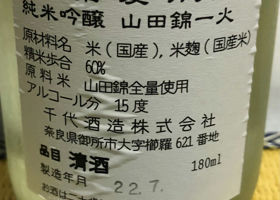 純米吟醸 山田錦一火
原材料名 米(国産)、米麹(国産米)
精米歩合 60%
原料米 山田錦全量使用
アルコール分 15度
千代酒造株式会社
奈良県御所市大字櫛羅621番地
品目 清酒 180ml
製造年月 22.7.